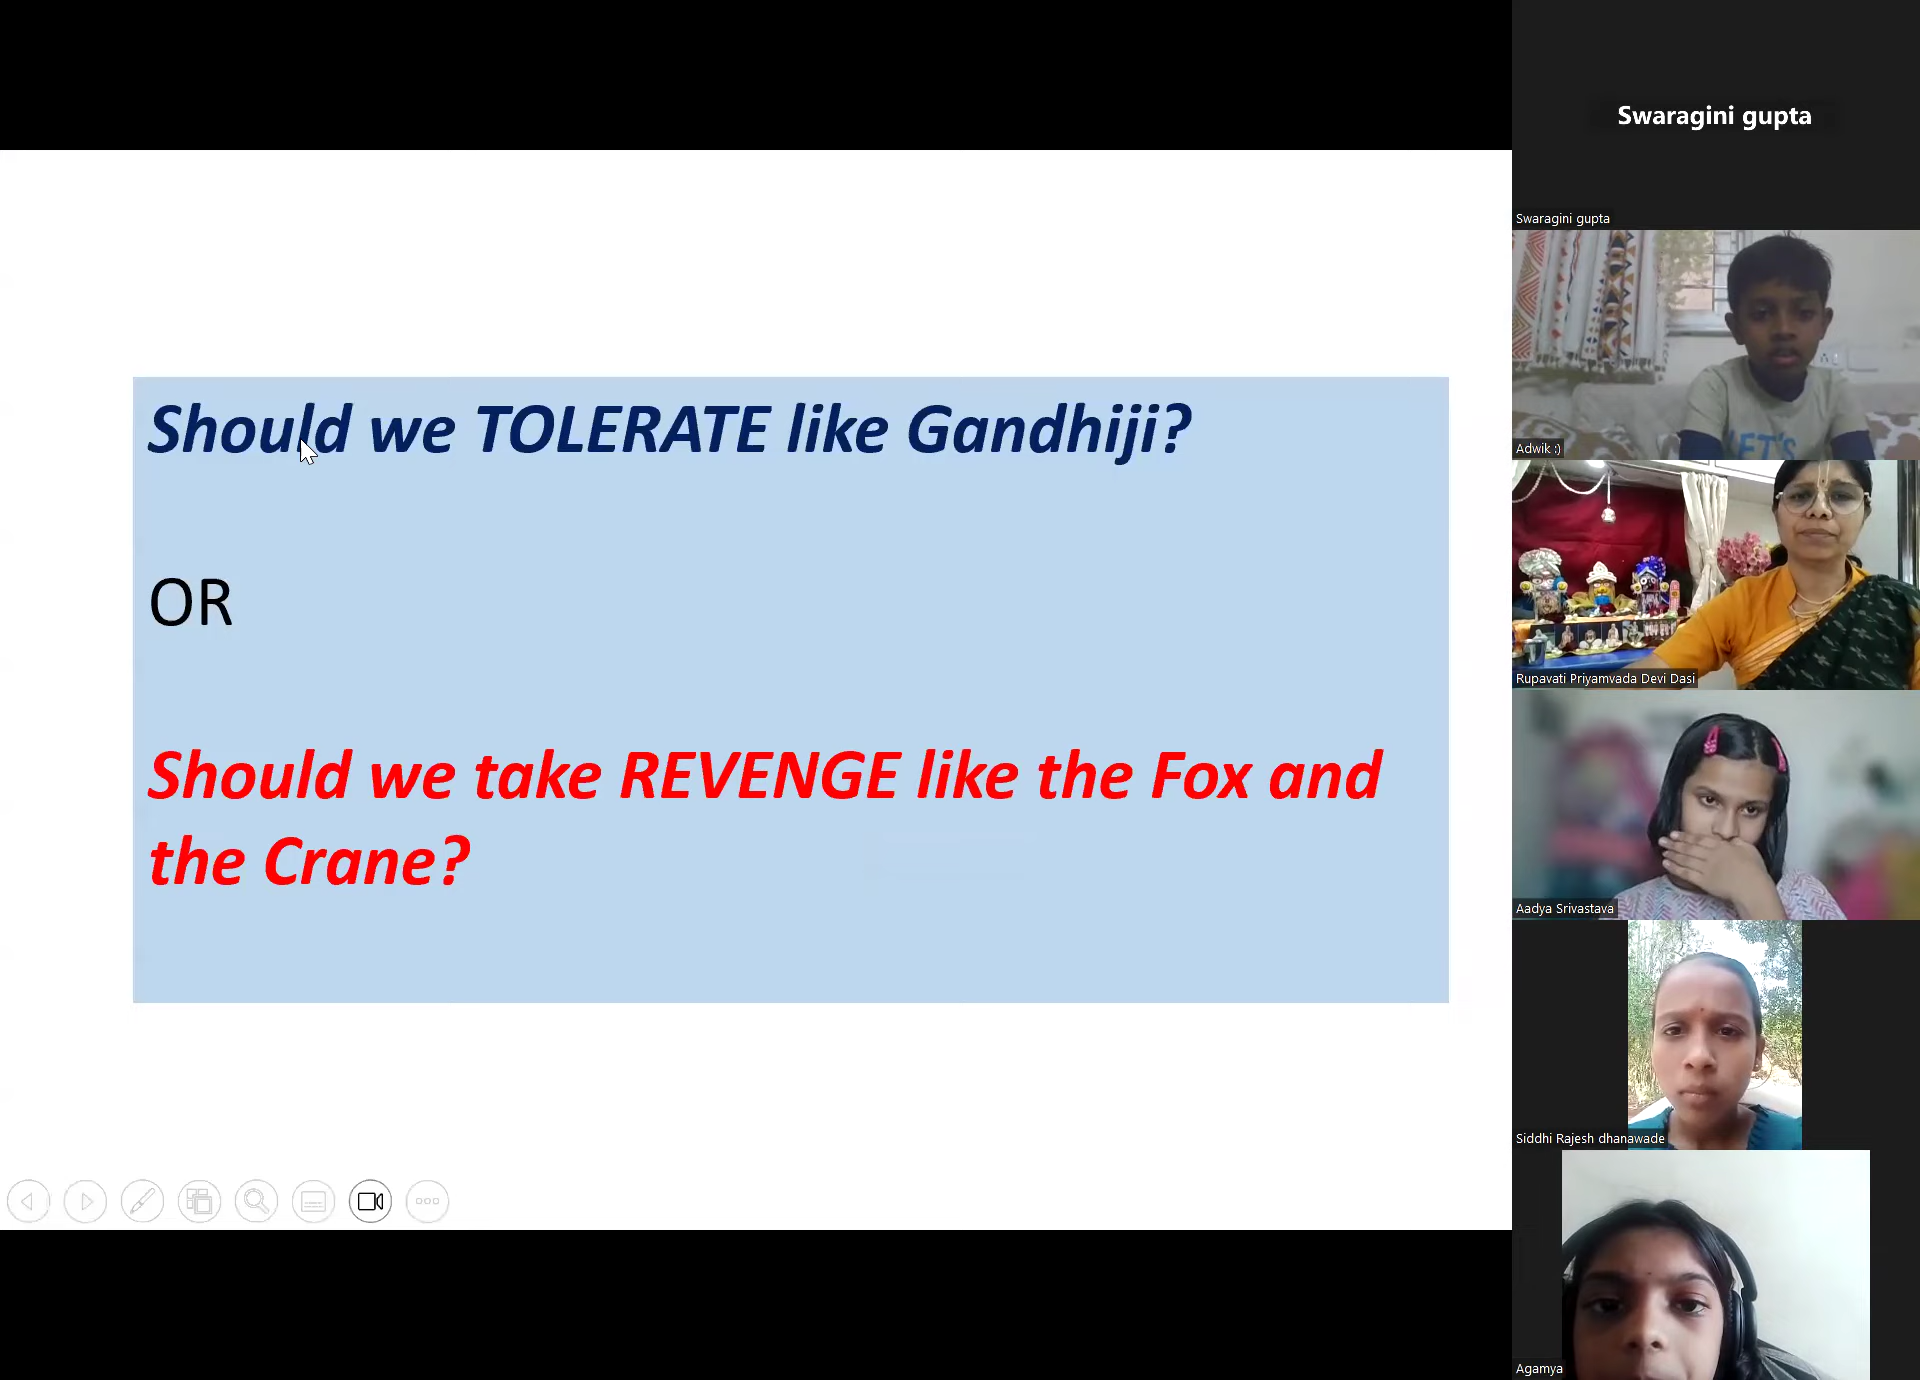 Should we TOLERATE like Gandhiji?
OR
Should we take REVENGE like the Fox and
the Crane?
Swaragini gupta
Swaragini gupta
LET'S
Adwik :)
Rupavati Priyamvada Devi Dasi
Aadya Srivastava
Siddhi Rajesh dhanawade
Agamya